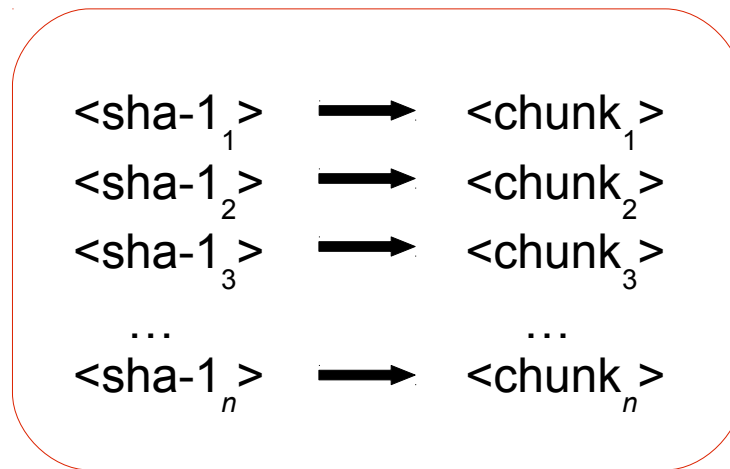 <sha-1₁> → <chunk₁>
<sha-1₂> → <chunk₂>
<sha-1₃> → <chunk₃>
... ...
<sha-1ₙ> → <chunkₙ>